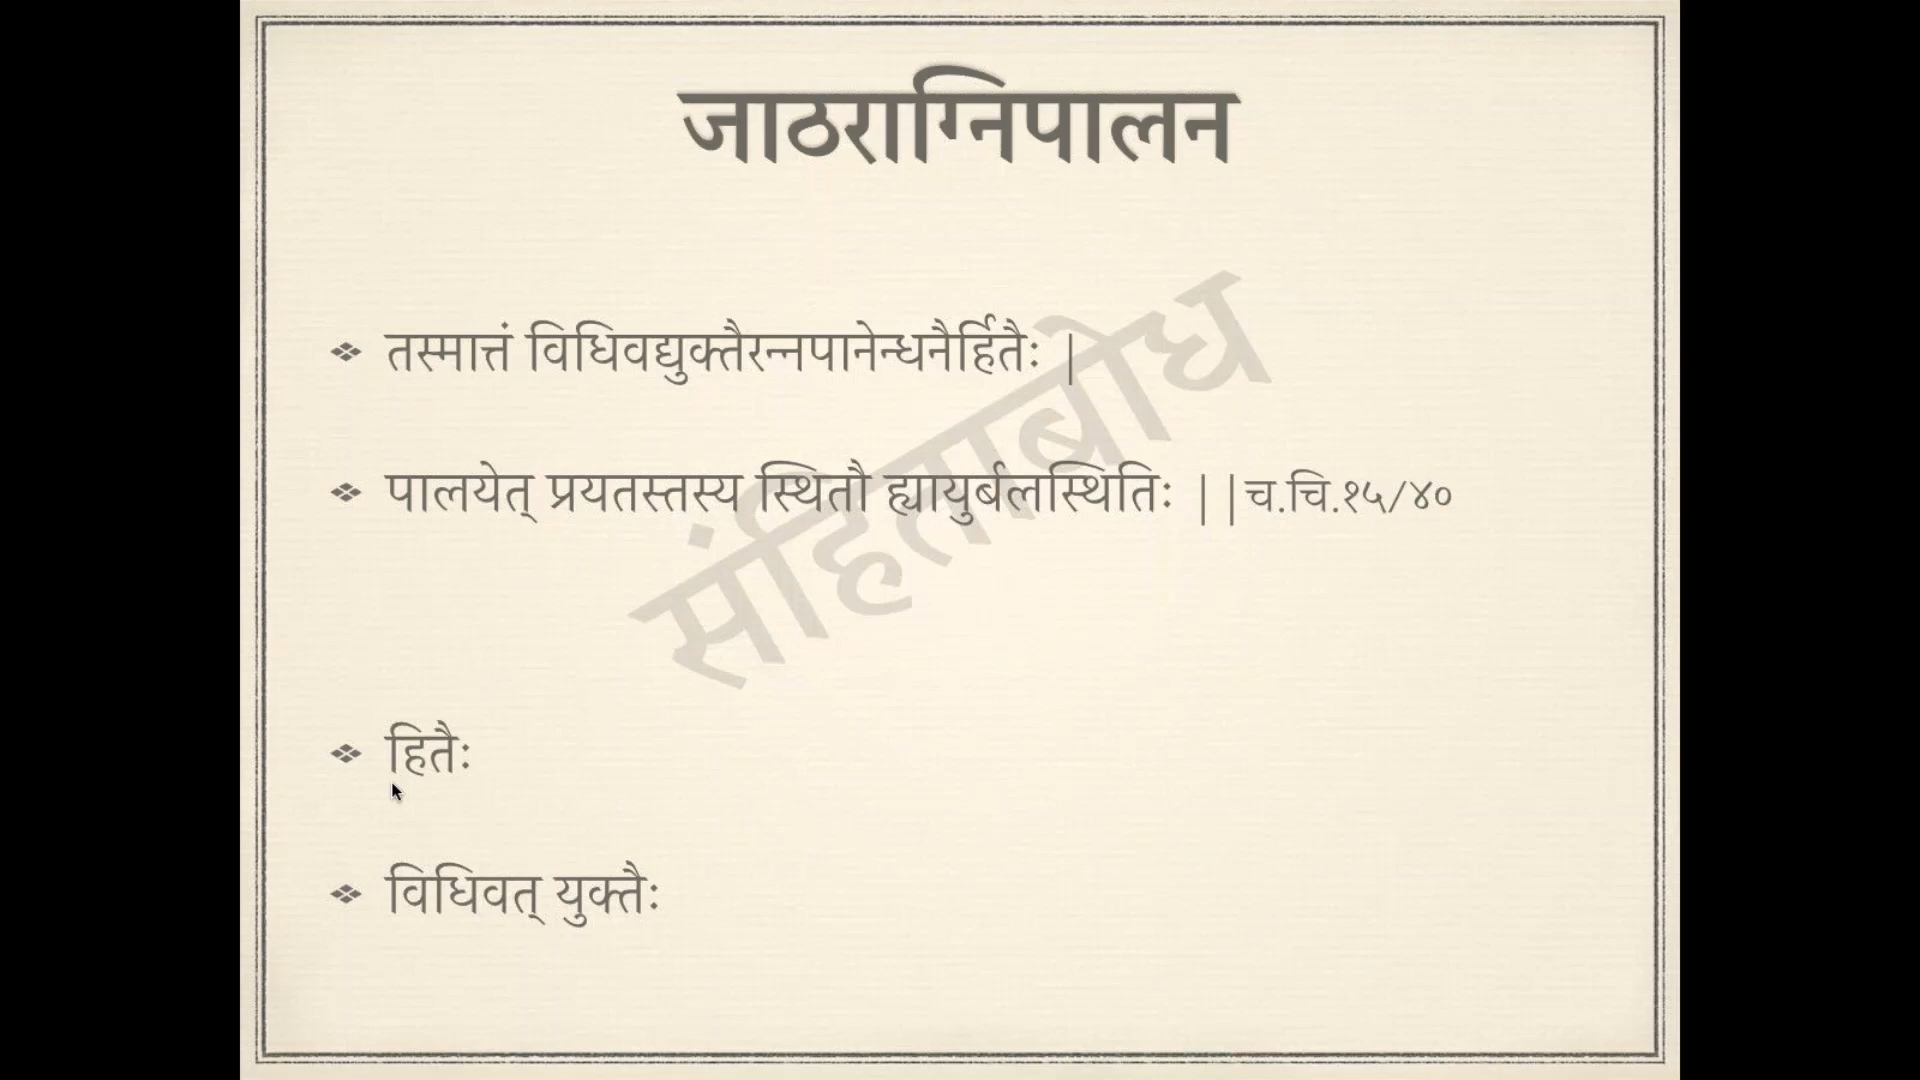 जाठराग्निपालन
तस्मात्तं विधिवद्युक्तैरन्नपानेन्धनैर्हितैः |
पालयेत् प्रयतस्तस्य स्थितौ ह्यायुर्बलस्थितिः ||च.चि.१५/४०
संहिताबोध
हितैः
विधिवत् युक्तैः